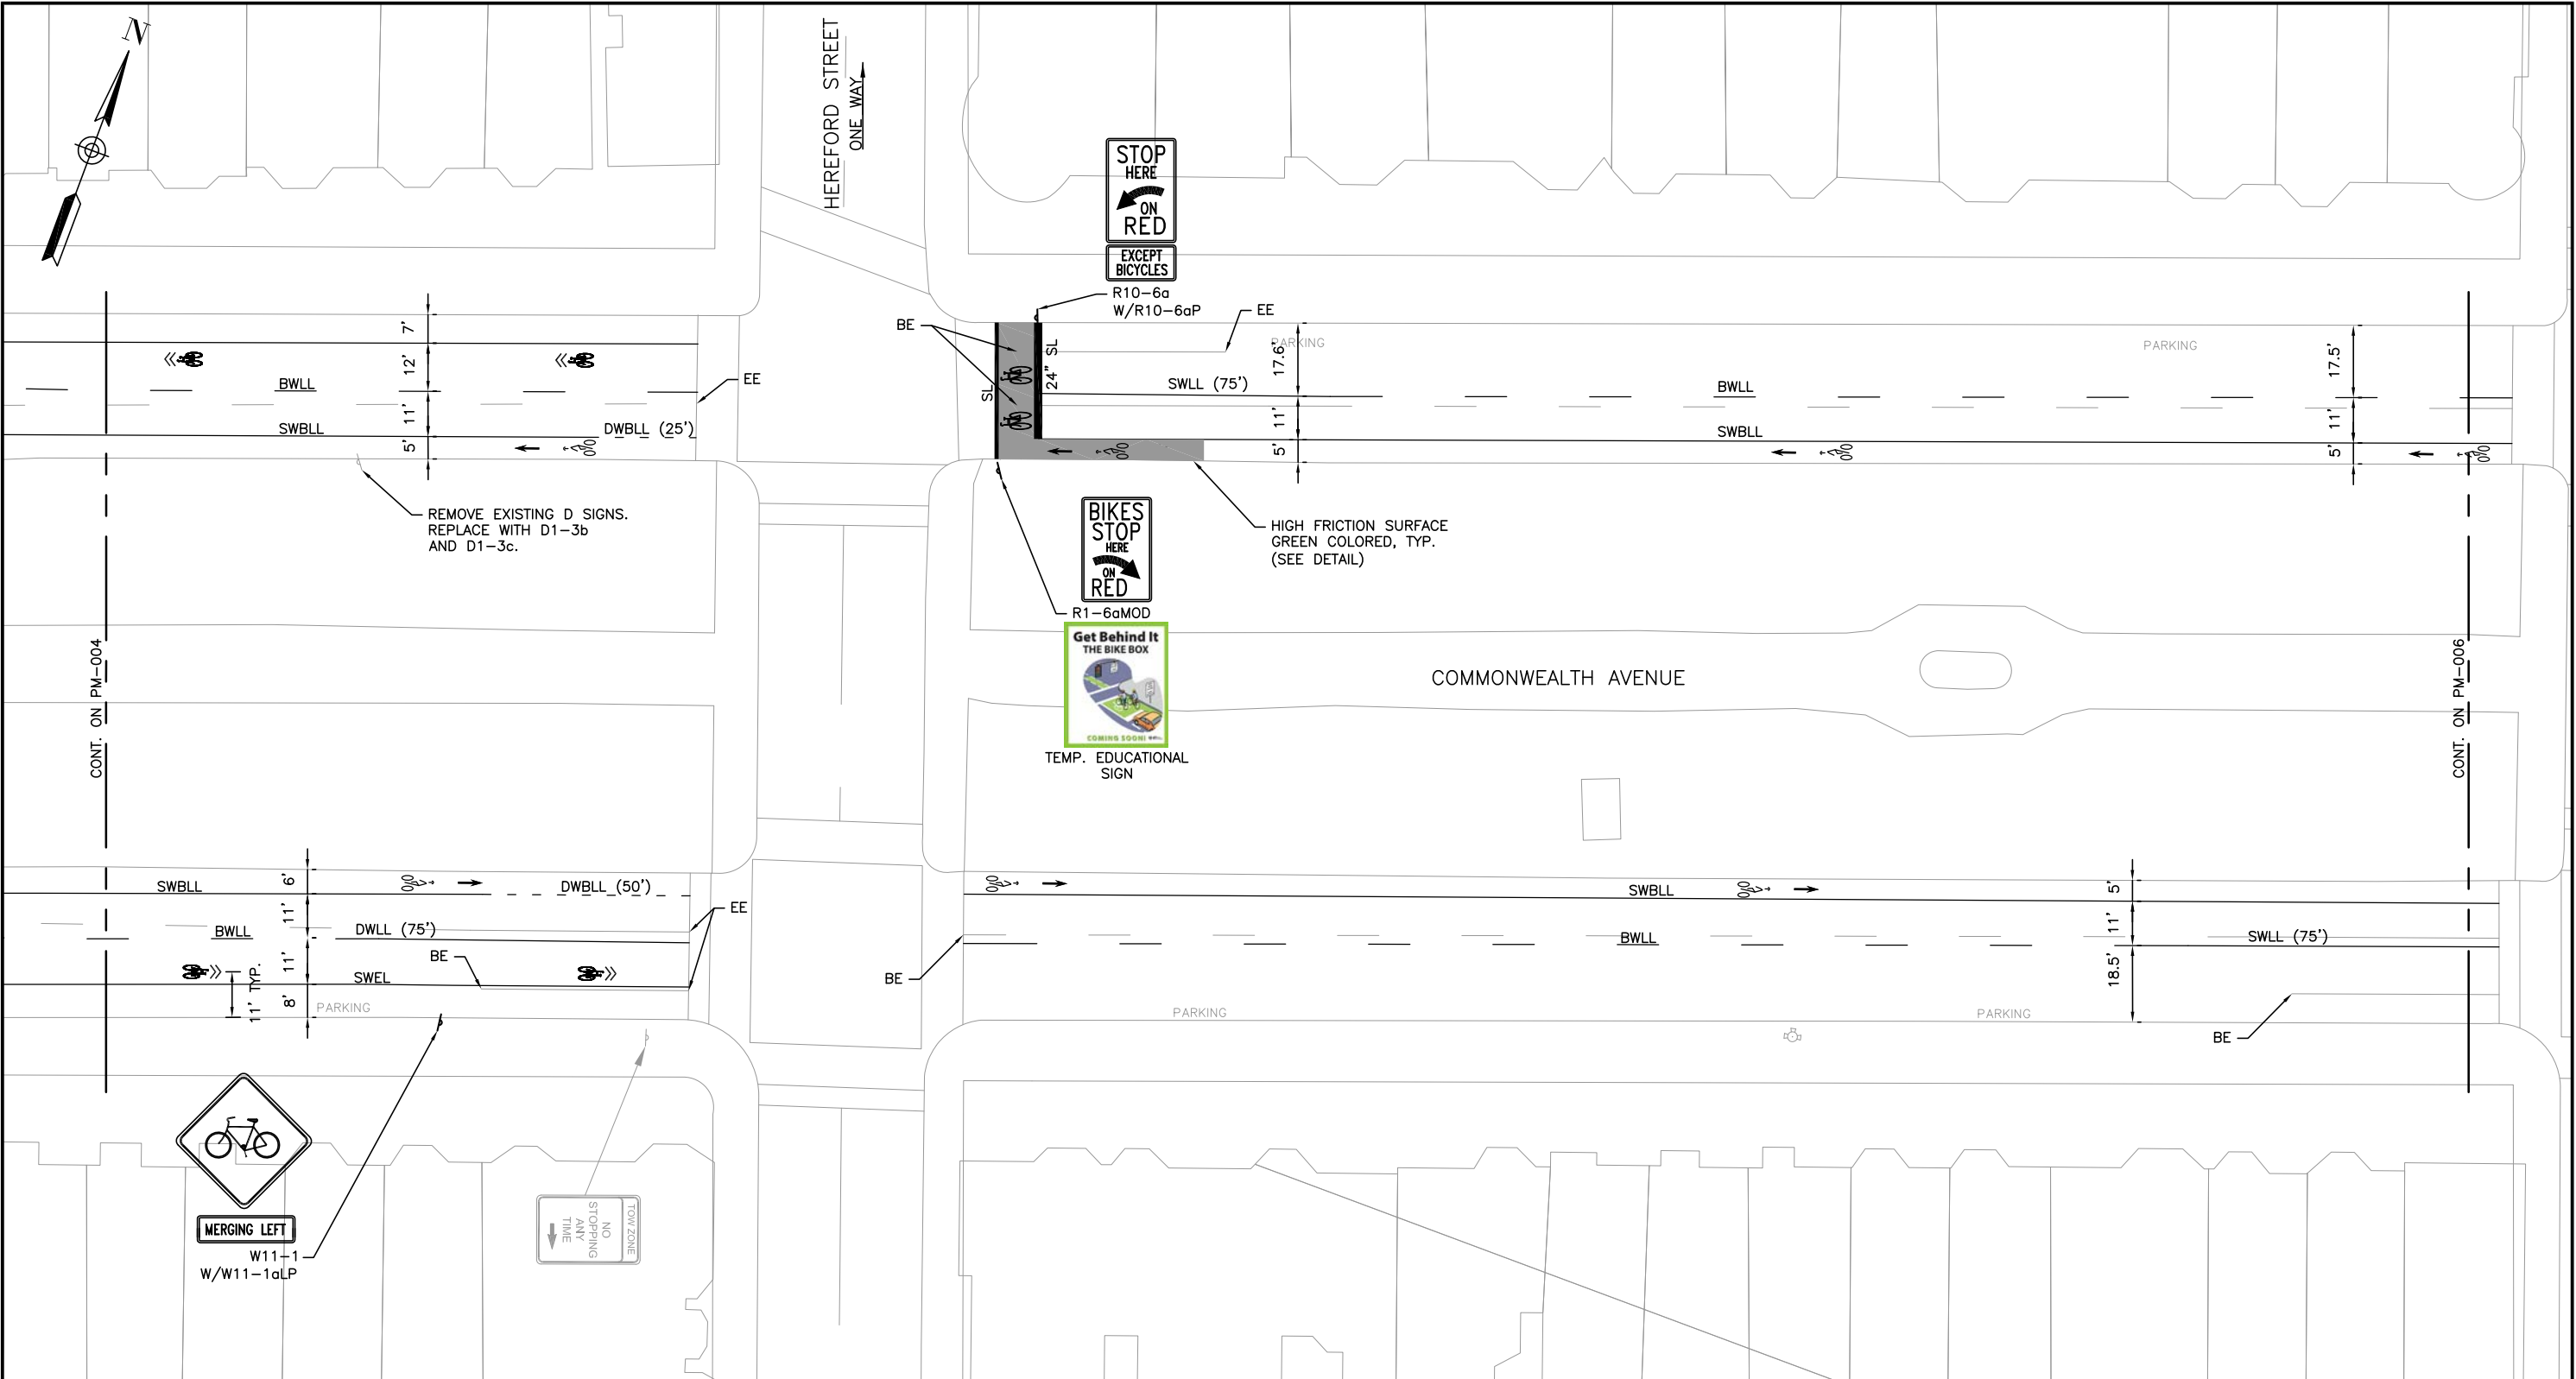 N
HEREFORD STREET
ONE WAY
STOP
HERE
ON
RED
EXCEPT
BICYCLES
R10-6a
W/R10-6aP
BE
EE
7'
12'
11'
5'
BWLL
SWBLL
DWBLL (25')
EE
SL
24" SL
17.6'
11'
5'
PARKING
SWLL (75')
BWLL
SWBLL
PARKING
17.5'
11'
5'
REMOVE EXISTING D SIGNS.
REPLACE WITH D1-3b
AND D1-3c.
BIKES
STOP
HERE
ON
RED
R1-6aMOD
HIGH FRICTION SURFACE
GREEN COLORED, TYP.
(SEE DETAIL)
Get Behind It
THE BIKE BOX
COMING SOON!
TEMP. EDUCATIONAL
SIGN
COMMONWEALTH AVENUE
CONT. ON PM-004
CONT. ON PM-006
SWBLL
6'
11'
11'
8'
DWBLL (50')
BWLL
DWLL (75')
EE
BE
SWEL
11' TYP.
PARKING
BE
SWBLL
BWLL
5'
11'
18.5'
SWLL (75')
PARKING
PARKING
BE
MERGING LEFT
W11-1
W/W11-1aLP
TOW ZONE
NO
STOPPING
ANY
TIME